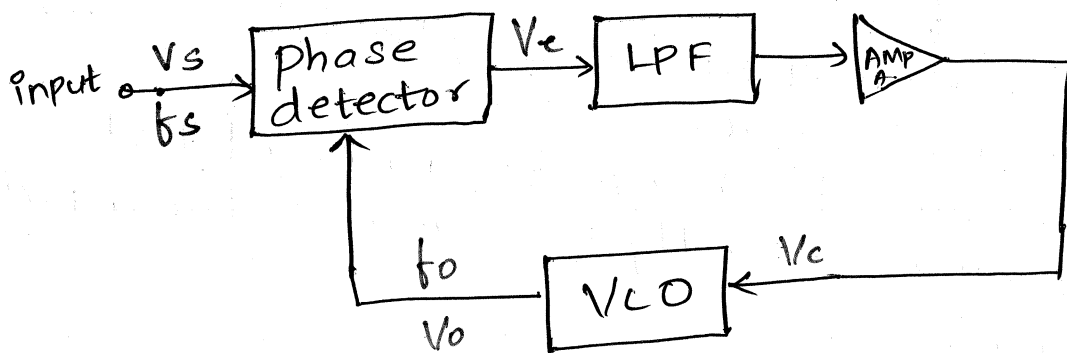 input
Vs
fs
phase
detector
Ve
LPF
AMP
A
Vc
VCO
fo
Vo